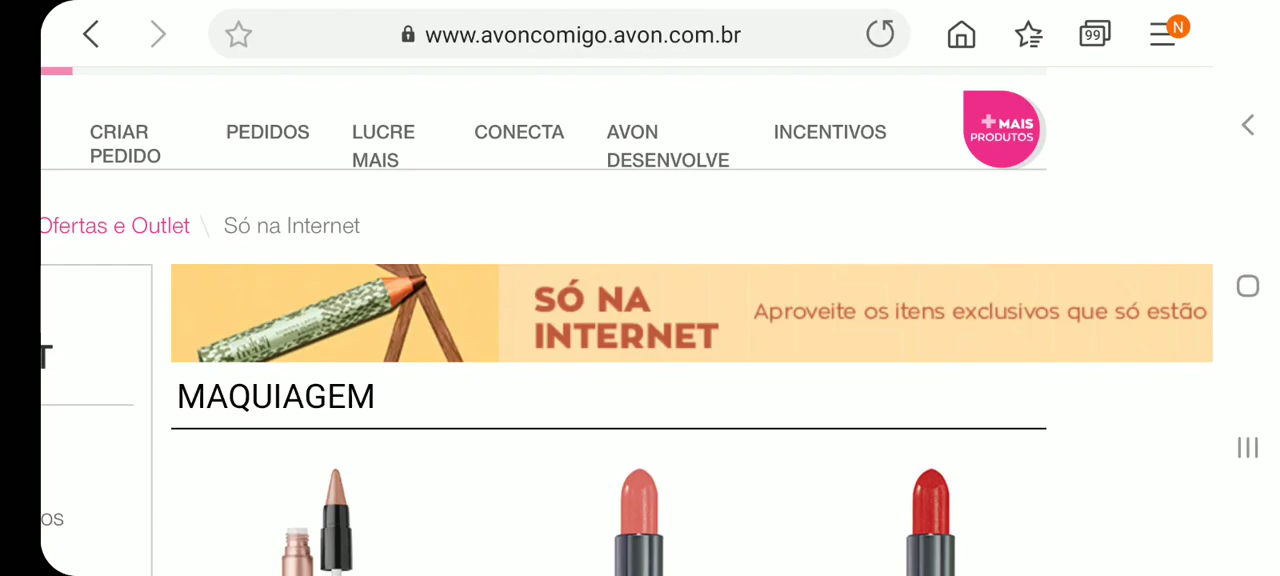 www.avoncomigo.avon.com.br
99
N
CRIAR PEDIDO
PEDIDOS
LUCRE MAIS
CONECTA
AVON DESENVOLVE
INCENTIVOS
+MAIS
PRODUTOS
Ofertas e Outlet \ Só na Internet
SÓ NA
INTERNET
Aproveite os itens exclusivos que só estão
T
MAQUIAGEM
os